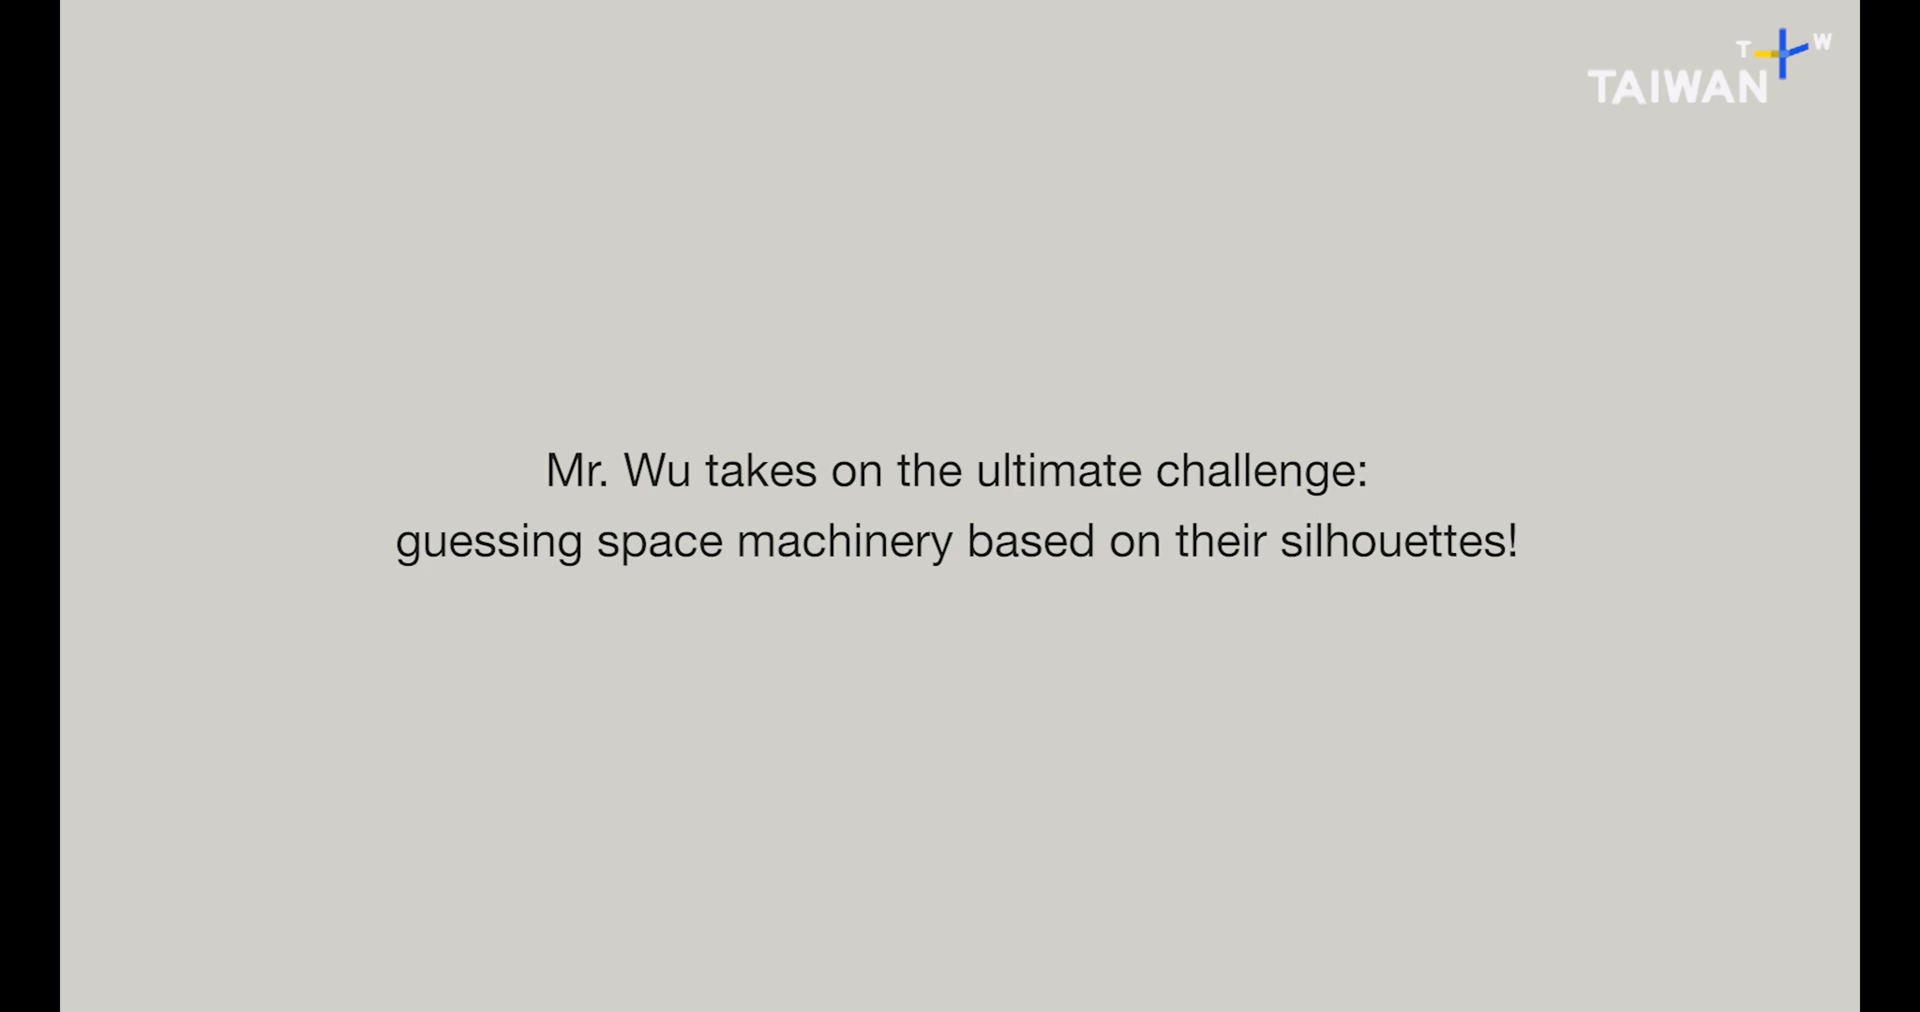 T W
TAIWAN
Mr. Wu takes on the ultimate challenge:
guessing space machinery based on their silhouettes!